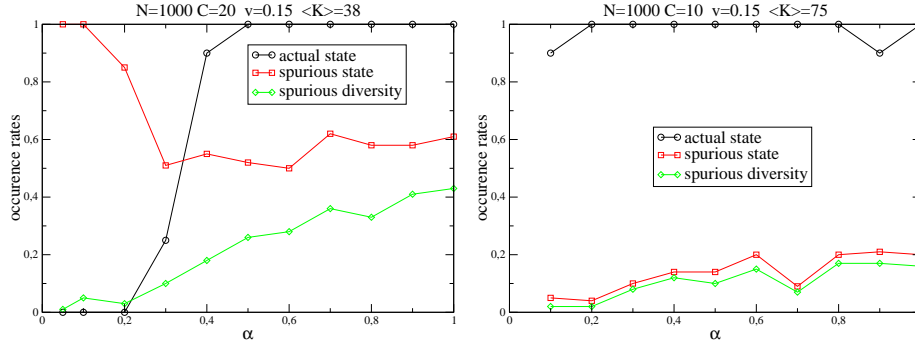 N=1000 C=20 v=0.15 <K>=38
occurence rates
1
0,8
0,6
0,4
0,2
0
actual state
spurious state
spurious diversity
0
0,2
0,4
0,6
0,8
1
α
N=1000 C=10 v=0.15 <K>=75
occurence rates
1
0,8
0,6
0,4
0,2
0
actual state
spurious state
spurious diversity
0
0,2
0,4
0,6
0,8
α